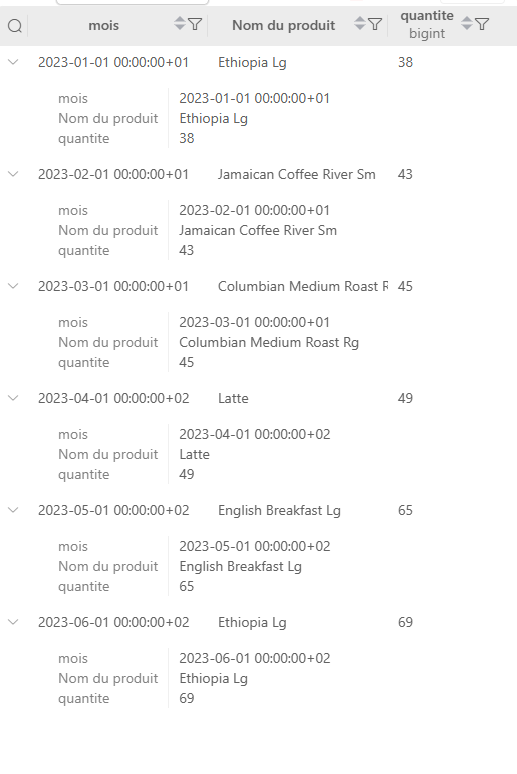 mois Nom du produit quantite
bigint
2023-01-01 00:00:00+01 Ethiopia Lg 38
mois 2023-01-01 00:00:00+01
Nom du produit Ethiopia Lg
quantite 38
2023-02-01 00:00:00+01 Jamaican Coffee River Sm 43
mois 2023-02-01 00:00:00+01
Nom du produit Jamaican Coffee River Sm
quantite 43
2023-03-01 00:00:00+01 Columbian Medium Roast R 45
mois 2023-03-01 00:00:00+01
Nom du produit Columbian Medium Roast Rg
quantite 45
2023-04-01 00:00:00+02 Latte 49
mois 2023-04-01 00:00:00+02
Nom du produit Latte
quantite 49
2023-05-01 00:00:00+02 English Breakfast Lg 65
mois 2023-05-01 00:00:00+02
Nom du produit English Breakfast Lg
quantite 65
2023-06-01 00:00:00+02 Ethiopia Lg 69
mois 2023-06-01 00:00:00+02
Nom du produit Ethiopia Lg
quantite 69